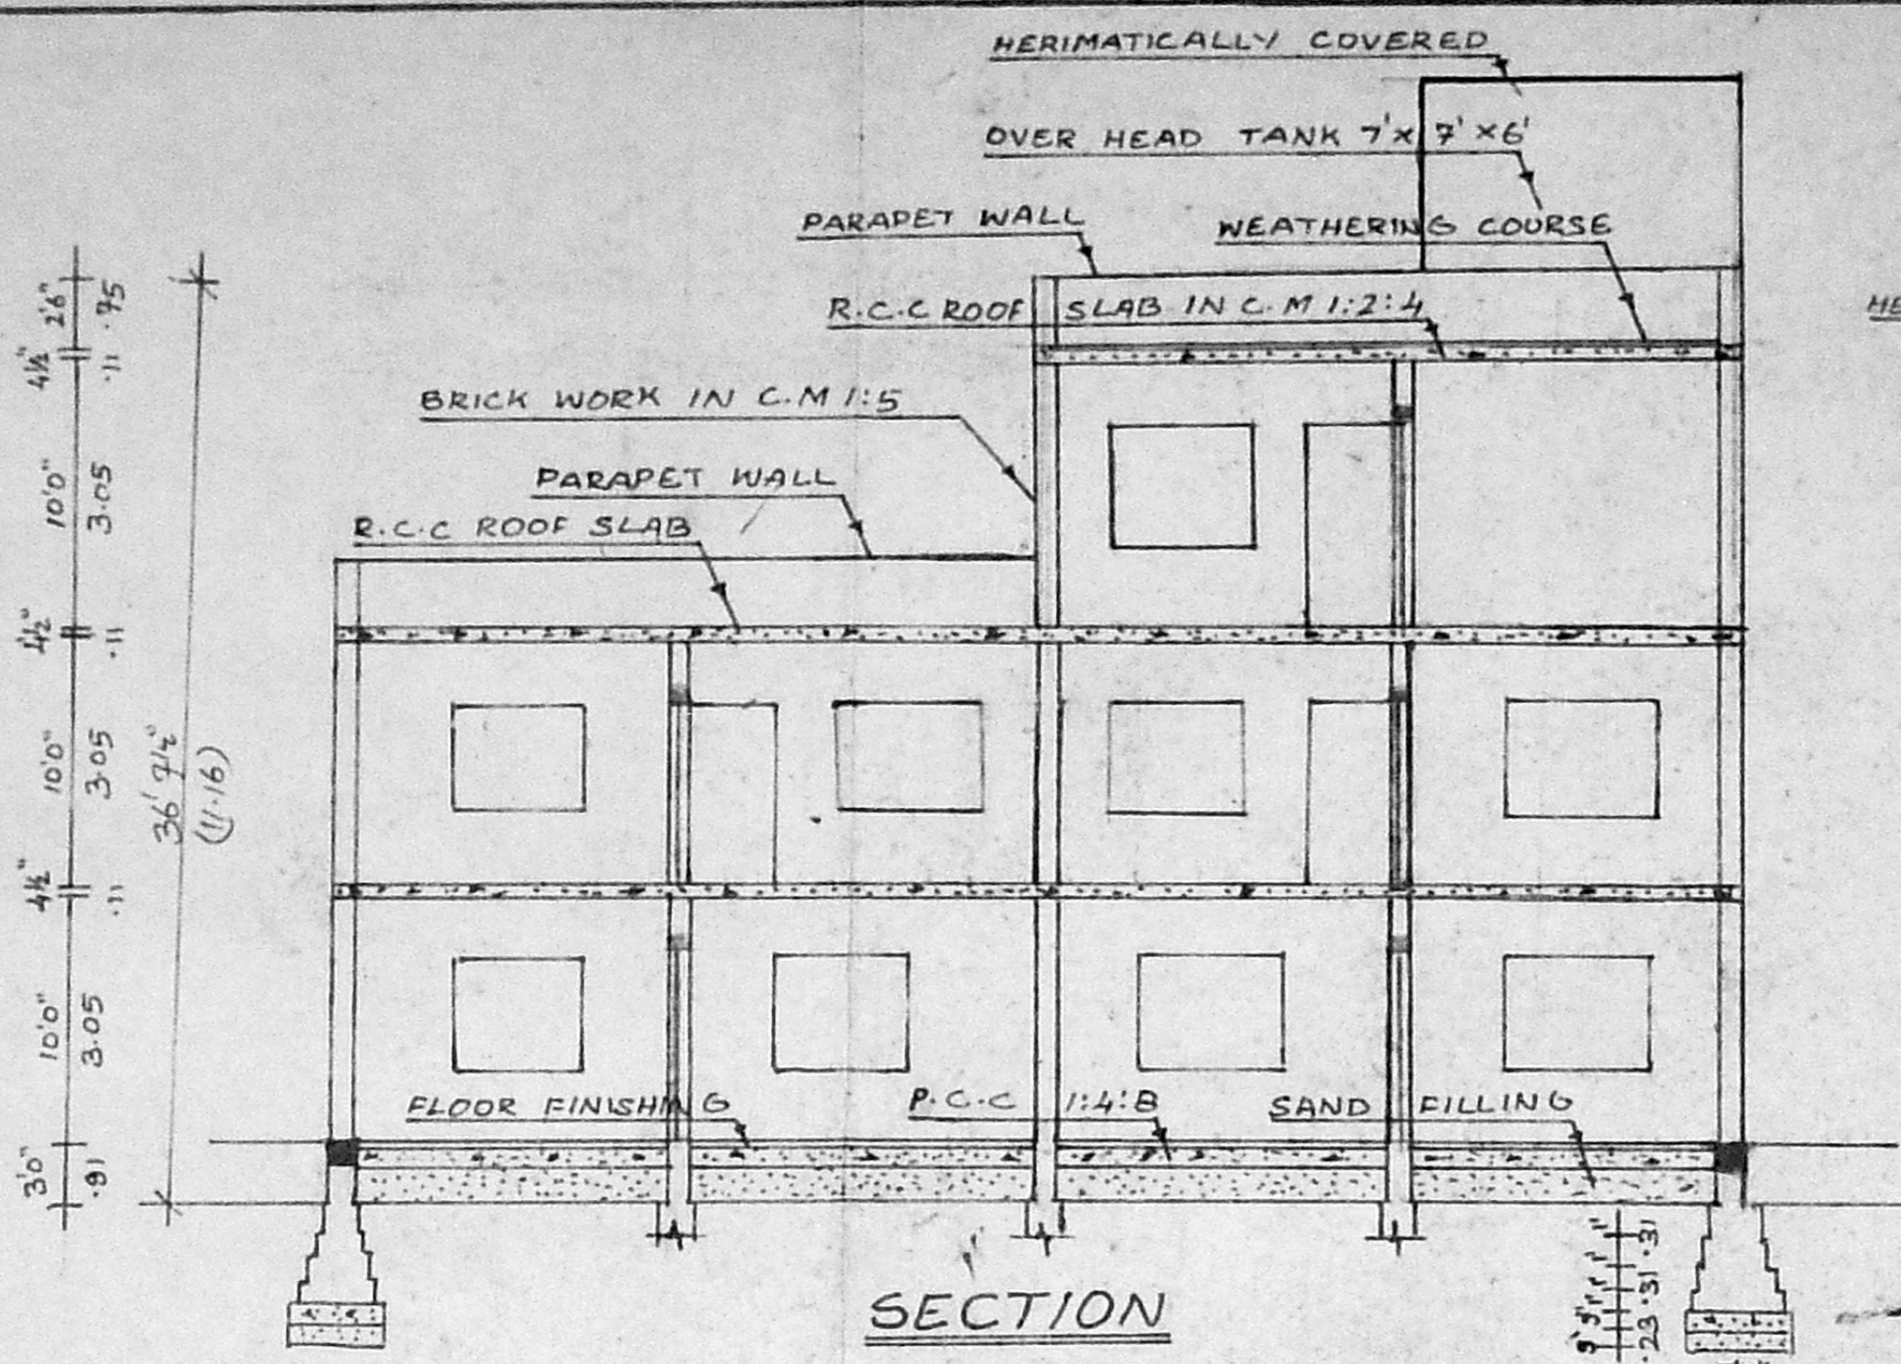 HERIMATICALLY COVERED
OVER HEAD TANK 7'x 7' x6'
PARAPET WALL
WEATHERING COURSE
R.C.C ROOF SLAB IN C.M 1:2:4
HE
BRICK WORK IN C.M 1:5
PARAPET WALL
R.C.C ROOF SLAB
2'6"
.75
4½"
.11
10'0"
3.05
4½"
.11
10'0"
3.05
4½"
.11
10'0"
3.05
3'0"
.91
36' 7½"
(11.16)
FLOOR FINISHING
P.C.C 1:4:8
SAND FILLING
.31
.31
.23
SECTION